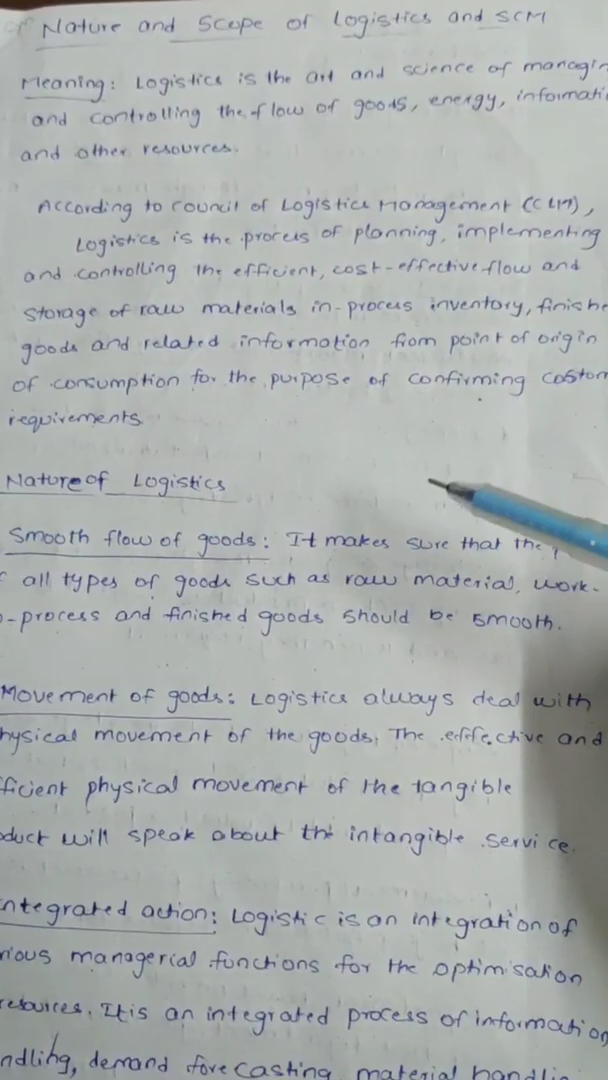 Nature and Scope of Logistics and SCM
Meaning: Logistics is the art and science of managin
and controlling the flow of goods, energy, informati
and other resources.
According to council of Logistics Management (CLM),
Logistics is the process of planning, implementing
and controlling the efficient, cost-effective flow and
storage of raw materials in-process inventory, finishe
goods and related information from point of origin
of consumption for the purpose of confirming costom
requirements
Nature of Logistics
Smooth flow of goods: It makes sure that the
all types of goods such as raw material, work-
-process and finished goods should be smooth.
Movement of goods: Logistics always deal with
hysical movement of the goods. The effective and
ficient physical movement of the tangible
oduct will speak about the intangible service.
ntegrated action: Logistic is an integration of
rious managerial functions for the optimisation
resources. It is an integrated process of information
ndling, demand forecasting, material handlin